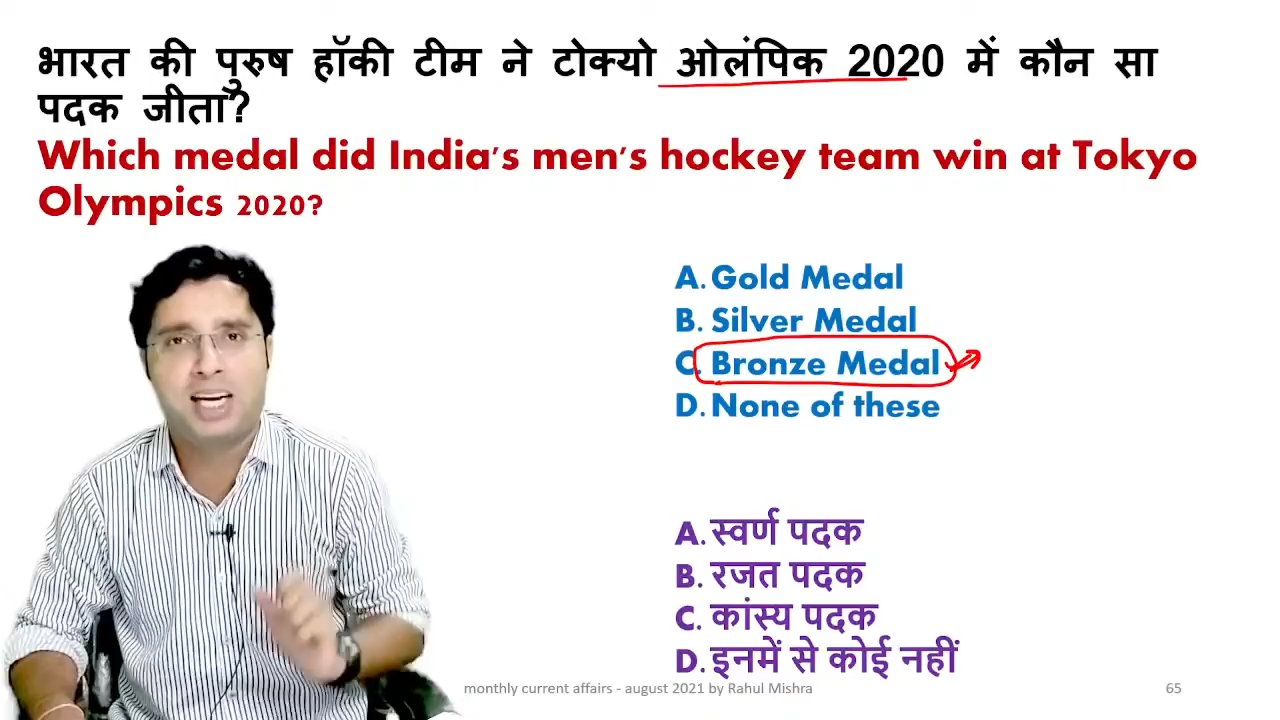 भारत की पुरुष हॉकी टीम ने टोक्यो ओलंपिक 2020 में कौन सा
पदक जीता?
Which medal did India's men's hockey team win at Tokyo
Olympics 2020?
A. Gold Medal
B. Silver Medal
C. Bronze Medal
D. None of these
A. स्वर्ण पदक
B. रजत पदक
C. कांस्य पदक
D. इनमें से कोई नहीं
monthly current affairs - august 2021 by Rahul Mishra
65